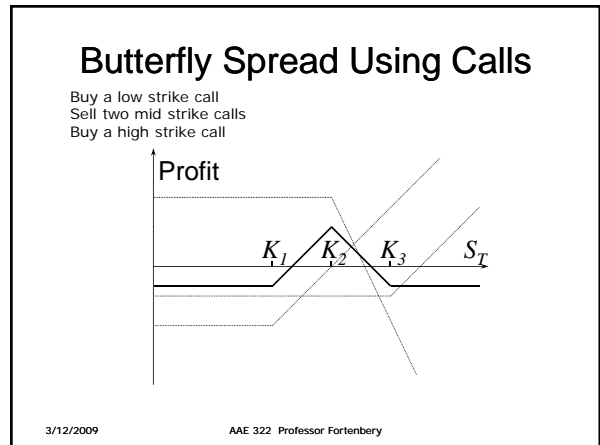 Butterfly Spread Using Calls
Buy a low strike call
Sell two mid strike calls
Buy a high strike call
Profit
K1 K2 K3 ST
3/12/2009 AAE 322 Professor Fortenbery